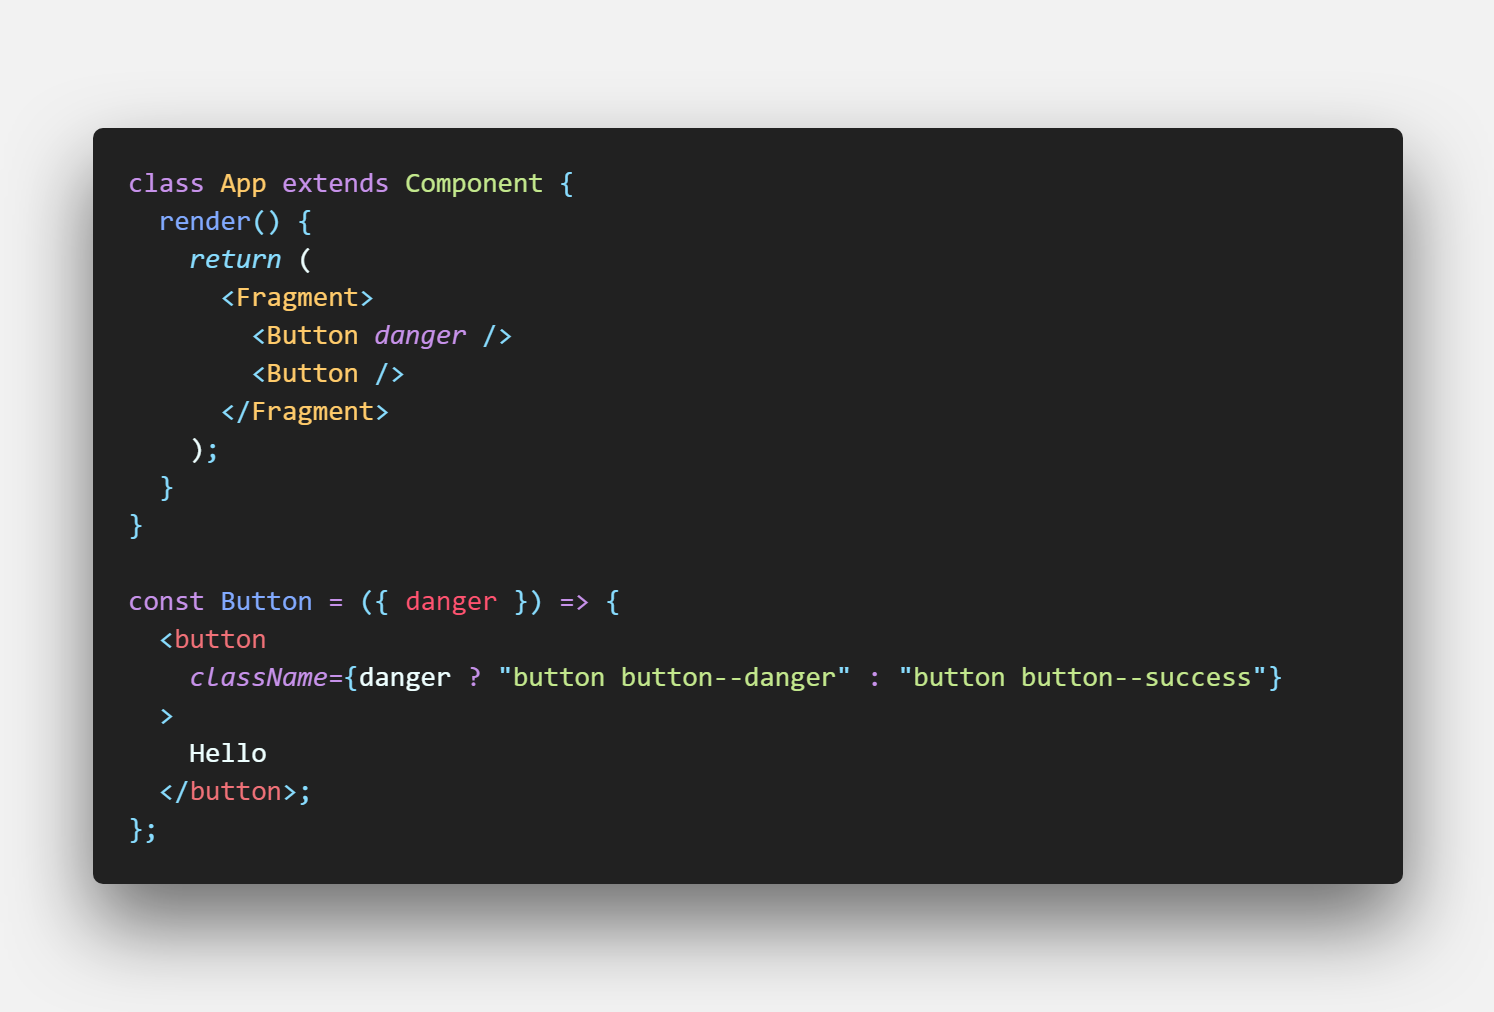 class App extends Component {
  render() {
    return (
      <Fragment>
        <Button danger />
        <Button />
      </Fragment>
    );
  }
}

const Button = ({ danger }) => {
  <button
    className={danger ? "button button--danger" : "button button--success"}
  >
    Hello
  </button>;
};